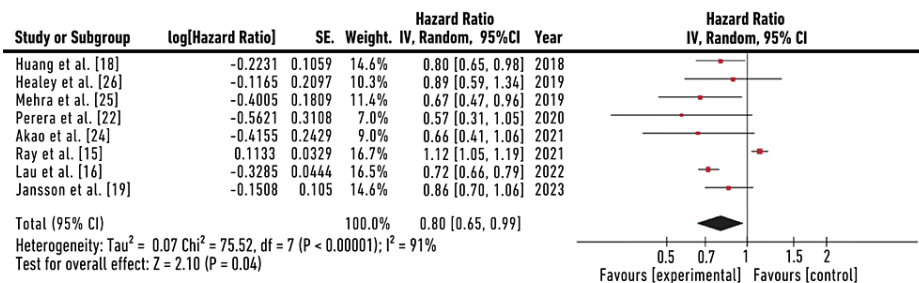 Hazard Ratio Hazard Ratio
Study or Subgroup log[Hazard Ratio] SE. Weight. IV, Random, 95%CI Year IV, Random, 95% CI
Huang et al. [18] -0.2231 0.1059 14.6% 0.80 [0.65, 0.98] 2018
Healey et al. [26] -0.1165 0.2097 10.3% 0.89 [0.59, 1.34] 2019
Mehra et al. [25] -0.4005 0.1809 11.4% 0.67 [0.47, 0.96] 2019
Perera et al. [22] -0.5621 0.3108 7.0% 0.57 [0.31, 1.05] 2020
Akao et al. [24] -0.4155 0.2429 9.0% 0.66 [0.41, 1.06] 2021
Ray et al. [15] 0.1133 0.0329 16.7% 1.12 [1.05, 1.19] 2021
Lau et al. [16] -0.3285 0.0444 16.5% 0.72 [0.66, 0.79] 2022
Jansson et al. [19] -0.1508 0.105 14.6% 0.86 [0.70, 1.06] 2023
Total (95% CI) 100.0% 0.80 [0.65, 0.99]
Heterogeneity: Tau² = 0.07 Chi² = 75.52, df = 7 (P < 0.00001); I² = 91%
Test for overall effect: Z = 2.10 (P = 0.04)
0.5 0.7 1 1.5 2
Favours [experimental] Favours [control]